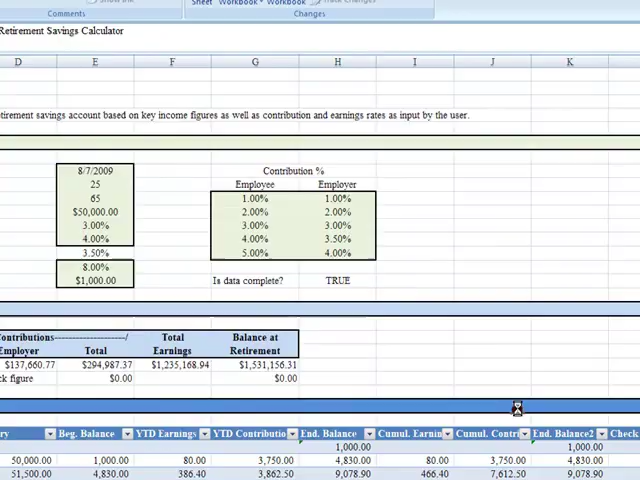 Comments
Sheet Workbook Workbook Track Changes
Changes
Retirement Savings Calculator
D E F G H I J K
etirement savings account based on key income figures as well as contribution and earnings rates as input by the user.
8/7/2009 Contribution %
25 Employee Employer
65 1.00% 1.00%
$50,000.00 2.00% 2.00%
3.00% 3.00% 3.00%
4.00% 4.00% 3.50%
3.50% 5.00% 4.00%
8.00%
$1,000.00 Is data complete? TRUE
ontributions----------------------/ Total Balance at
Employer Total Earnings Retirement
$137,660.77 $294,987.37 $1,235,168.94 $1,531,156.31
ck figure $0.00 $0.00
ry Beg. Balance YTD Earnings YTD Contributio End. Balance Cumul. Earnin Cumul. Contri End. Balance2 Check
1,000.00 1,000.00
50,000.00 1,000.00 80.00 3,750.00 4,830.00 80.00 3,750.00 4,830.00
51,500.00 4,830.00 386.40 3,862.50 9,078.90 466.40 7,612.50 9,078.90